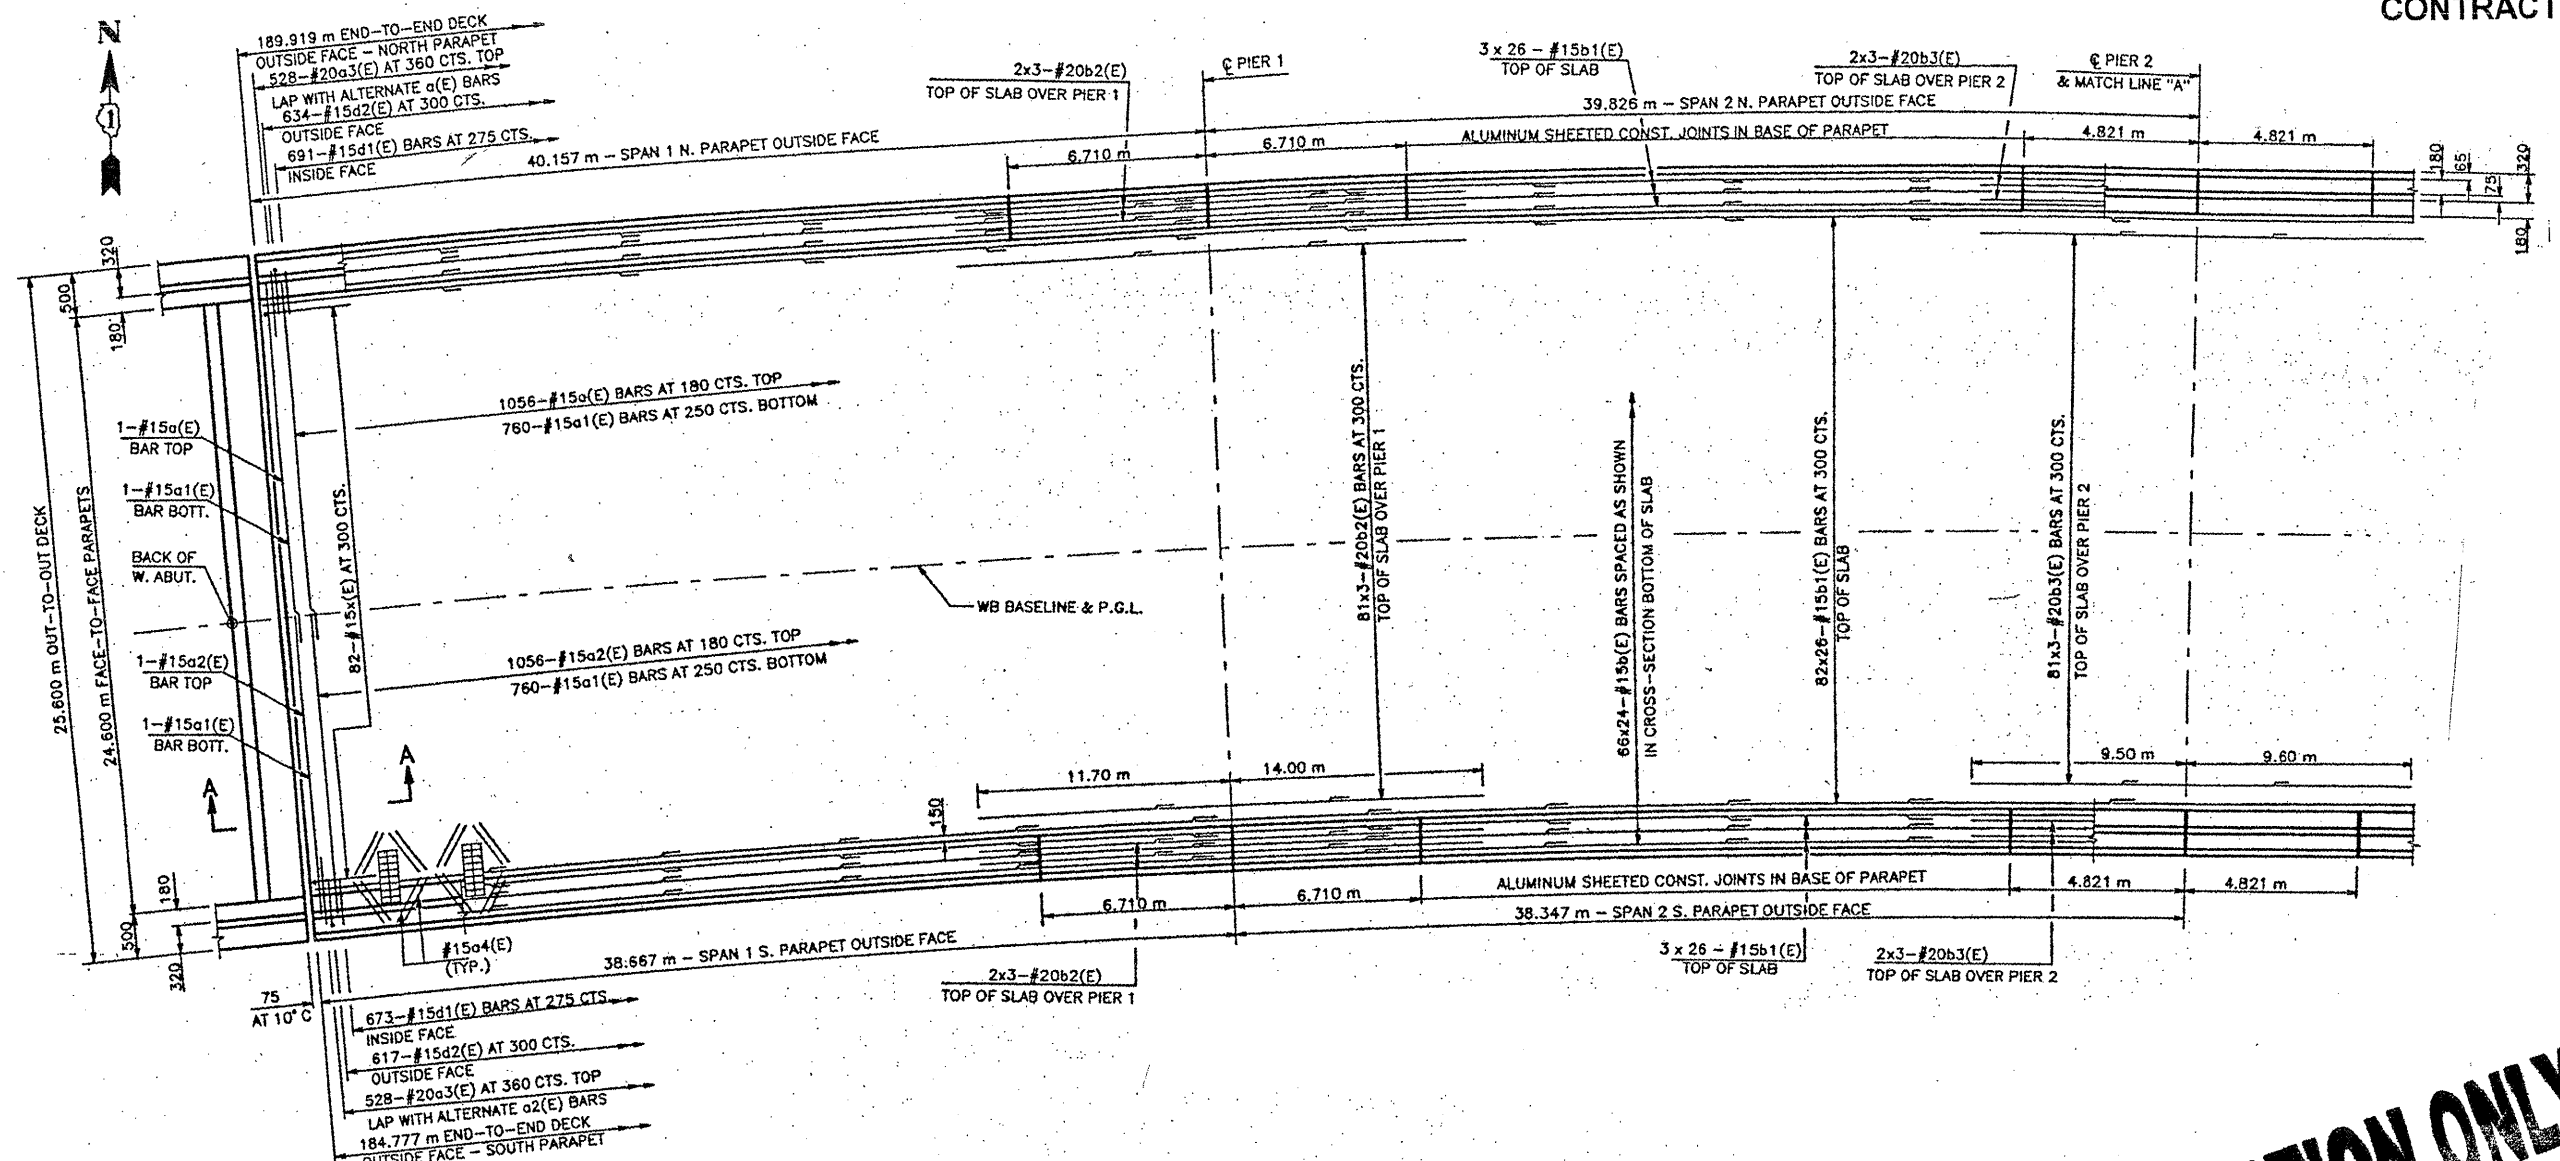 CONTRACT
N
1
189.919 m END-TO-END DECK
OUTSIDE FACE - NORTH PARAPET
528-#20a3(E) AT 360 CTS. TOP
LAP WITH ALTERNATE a(E) BARS
634-#15d2(E) AT 300 CTS.
OUTSIDE FACE
691-#15d1(E) BARS AT 275 CTS.
INSIDE FACE
40.157 m - SPAN 1 N. PARAPET OUTSIDE FACE
2x3-#20b2(E)
TOP OF SLAB OVER PIER 1
6.710 m
℄ PIER 1
6.710 m
3 x 26 - #15b1(E)
TOP OF SLAB
39.826 m - SPAN 2 N. PARAPET OUTSIDE FACE
ALUMINUM SHEETED CONST. JOINTS IN BASE OF PARAPET
2x3-#20b3(E)
TOP OF SLAB OVER PIER 2
℄ PIER 2
& MATCH LINE "A"
4.821 m
4.821 m
180
65
75
320
180
320
500
180
25.600 m OUT-TO-OUT DECK
24.600 m FACE-TO-FACE PARAPETS
1-#15a(E)
BAR TOP
1-#15a1(E)
BAR BOTT.
BACK OF
W. ABUT.
1-#15a2(E)
BAR TOP
1-#15a1(E)
BAR BOTT.
82-#15x(E) AT 300 CTS.
1056-#15a(E) BARS AT 180 CTS. TOP
760-#15a1(E) BARS AT 250 CTS. BOTTOM
WB BASELINE & P.G.L.
1056-#15a2(E) BARS AT 180 CTS. TOP
760-#15a1(E) BARS AT 250 CTS. BOTTOM
81x3-#20b2(E) BARS AT 300 CTS.
TOP OF SLAB OVER PIER 1
66x24-#15b(E) BARS SPACED AS SHOWN
IN CROSS-SECTION BOTTOM OF SLAB
82x26-#15b1(E) BARS AT 300 CTS.
TOP OF SLAB
81x3-#20b3(E) BARS AT 300 CTS.
TOP OF SLAB OVER PIER 2
A
A
11.70 m
14.00 m
9.50 m
9.60 m
150
180
500
320
#15a4(E)
(TYP.)
6.710 m
6.710 m
ALUMINUM SHEETED CONST. JOINTS IN BASE OF PARAPET
4.821 m
4.821 m
38.667 m - SPAN 1 S. PARAPET OUTSIDE FACE
38.347 m - SPAN 2 S. PARAPET OUTSIDE FACE
2x3-#20b2(E)
TOP OF SLAB OVER PIER 1
3 x 26 - #15b1(E)
TOP OF SLAB
2x3-#20b3(E)
TOP OF SLAB OVER PIER 2
75
AT 10° C
673-#15d1(E) BARS AT 275 CTS.
INSIDE FACE
617-#15d2(E) AT 300 CTS.
OUTSIDE FACE
528-#20a3(E) AT 360 CTS. TOP
LAP WITH ALTERNATE a2(E) BARS
184.777 m END-TO-END DECK
OUTSIDE FACE - SOUTH PARAPET
ONLY